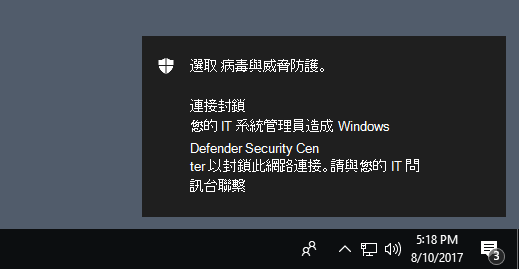 選取 病毒與威脅防護。
連接封鎖
您的 IT 系統管理員造成 Windows
Defender Security Cen
ter 以封鎖此網路連接。請與您的 IT 問
訊台聯繫
5:18 PM
8/10/2017
3